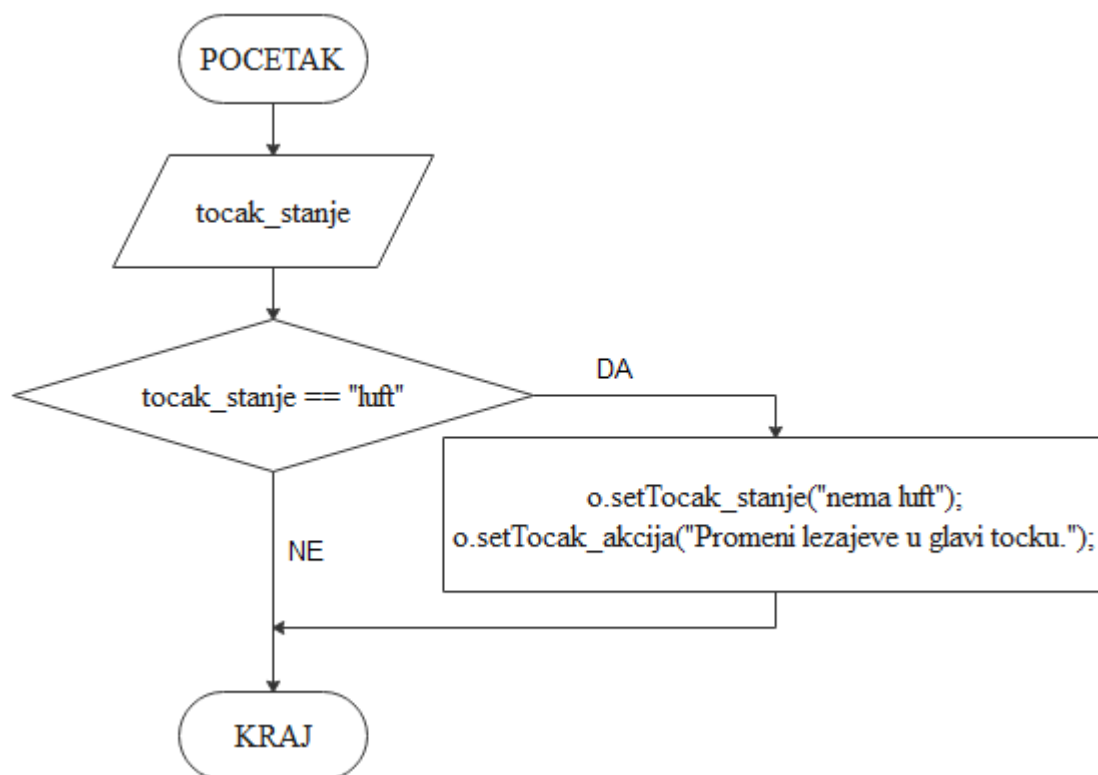 POCETAK
tocak_stanje
tocak_stanje == "luft"
DA
o.setTocak_stanje("nema luft");
o.setTocak_akcija("Promeni lezajeve u glavi tocku.");
NE
KRAJ